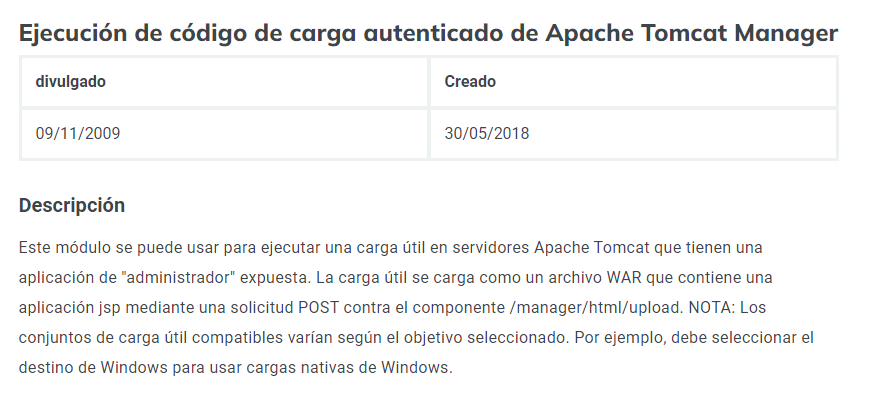 Ejecución de código de carga autenticado de Apache Tomcat Manager
divulgado Creado
09/11/2009 30/05/2018
Descripción
Este módulo se puede usar para ejecutar una carga útil en servidores Apache Tomcat que tienen una
aplicación de "administrador" expuesta. La carga útil se carga como un archivo WAR que contiene una
aplicación jsp mediante una solicitud POST contra el componente /manager/html/upload. NOTA: Los
conjuntos de carga útil compatibles varían según el objetivo seleccionado. Por ejemplo, debe seleccionar el
destino de Windows para usar cargas nativas de Windows.